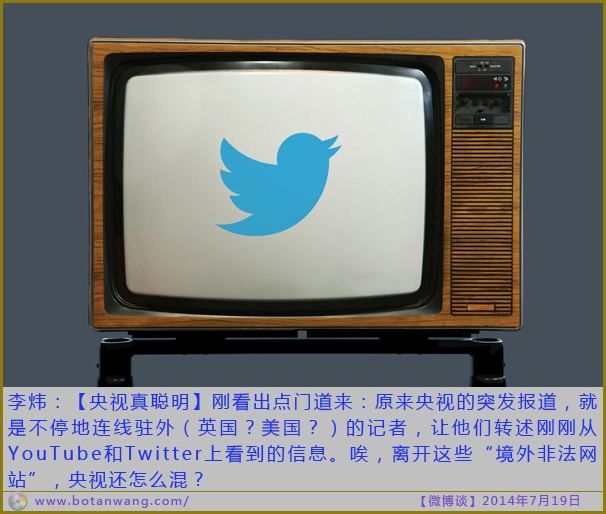 李炜：【央视真聪明】刚看出点门道来：原来央视的突发报道，就
是不停地连线驻外（英国？美国？）的记者，让他们转述刚刚从
YouTube和Twitter上看到的信息。唉，离开这些“境外非法网
站”，央视还怎么混？
www.botanwang.com/ 【微博谈】2014年7月19日